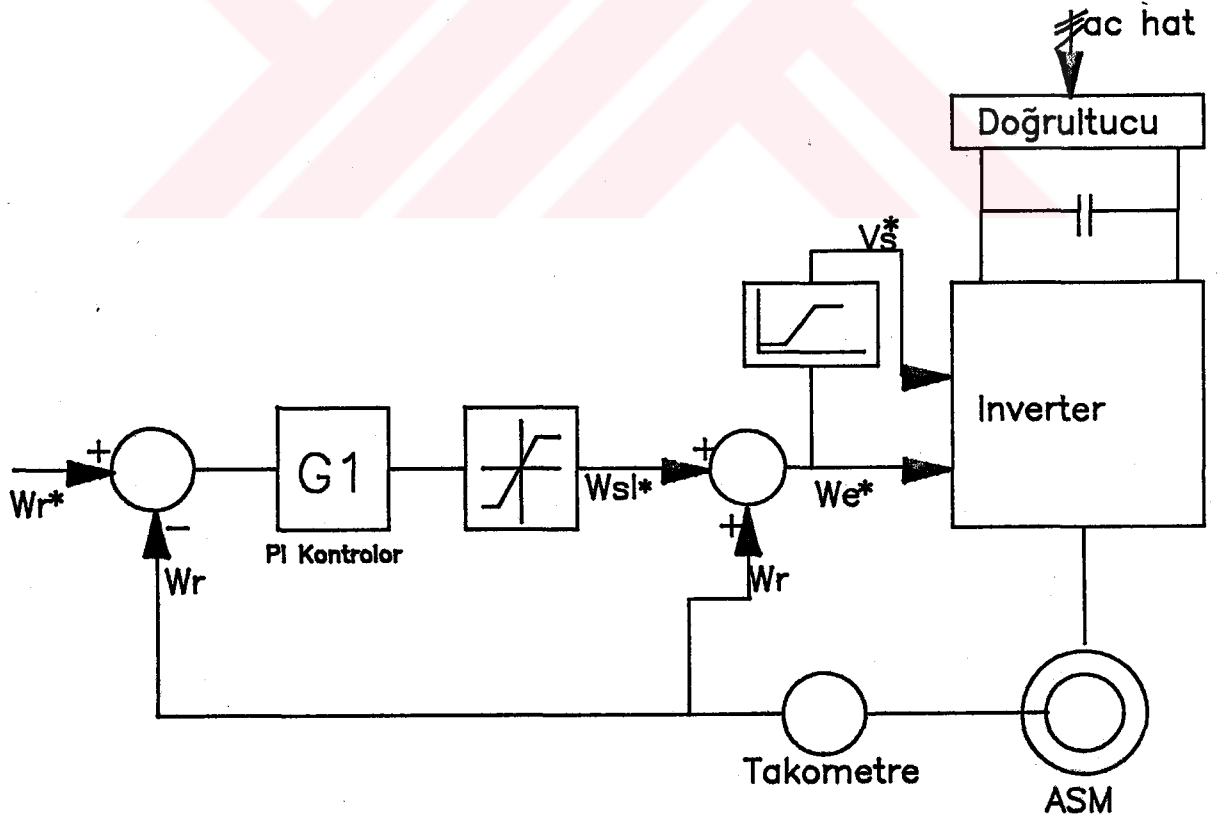 ac hat
Doğrultucu
Vs*
Inverter
+
G1
Wsl*
+
We*
Wr*
-
PI Kontrolor
Wr
+
Wr
Takometre
ASM